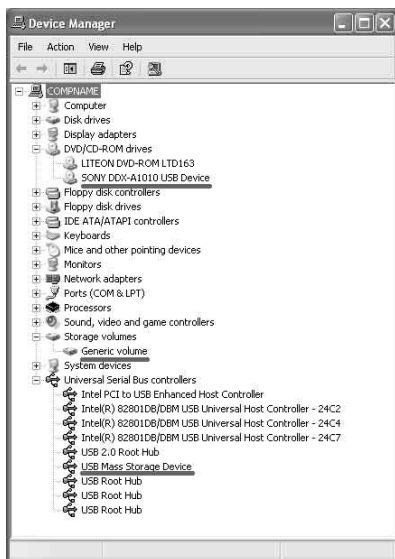 Device Manager
File Action View Help
COMPNAME
Computer
Disk drives
Display adapters
DVD/CD-ROM drives
LITEON DVD-ROM LTD163
SONY DDX-A1010 USB Device
Floppy disk controllers
Floppy disk drives
IDE ATA/ATAPI controllers
Keyboards
Mice and other pointing devices
Monitors
Network adapters
Ports (COM & LPT)
Processors
Sound, video and game controllers
Storage volumes
Generic volume
System devices
Universal Serial Bus controllers
Intel PCI to USB Enhanced Host Controller
Intel(R) 82801DB/DBM USB Universal Host Controller - 24C2
Intel(R) 82801DB/DBM USB Universal Host Controller - 24C4
Intel(R) 82801DB/DBM USB Universal Host Controller - 24C7
USB 2.0 Root Hub
USB Mass Storage Device
USB Root Hub
USB Root Hub
USB Root Hub